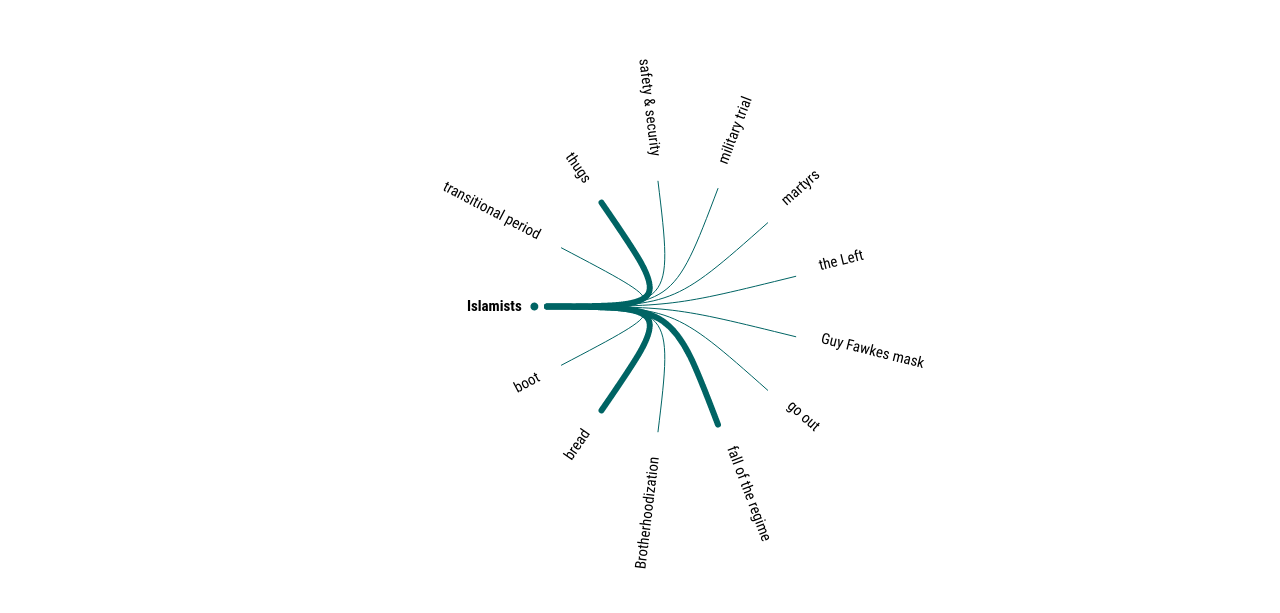 safety & security
military trial
thugs
martyrs
transitional period
the Left
Islamists
Guy Fawkes mask
boot
go out
bread
fall of the regime
Brotherhoodization